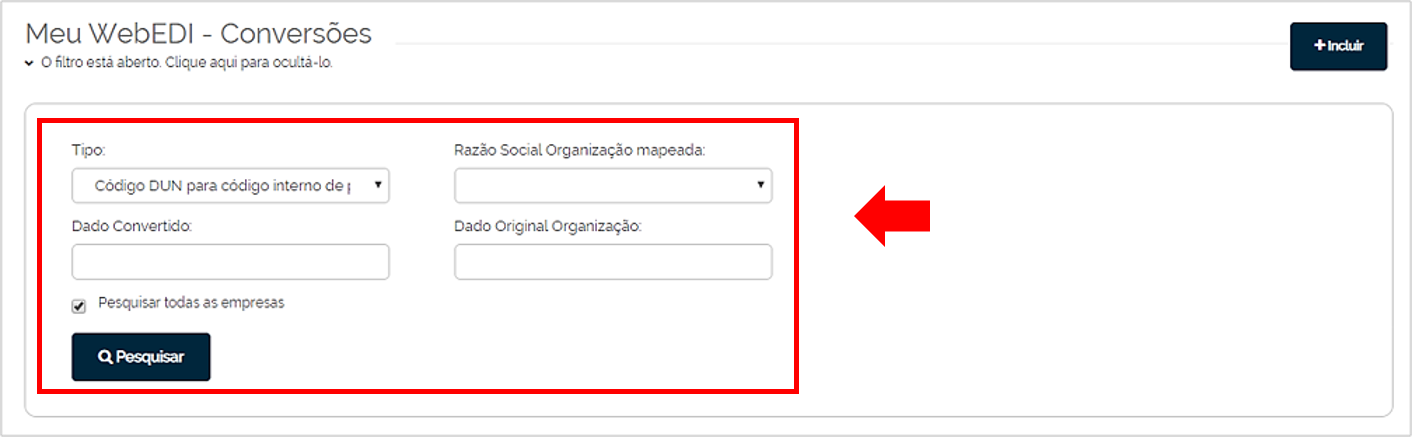 Meu WebEDI - Conversões
O filtro está aberto. Clique aqui para ocultá-lo.
Incluir
Tipo:
Razão Social Organização mapeada:
Código DUN para código interno de p
Dado Convertido:
Dado Original Organização:
Pesquisar todas as empresas
Pesquisar